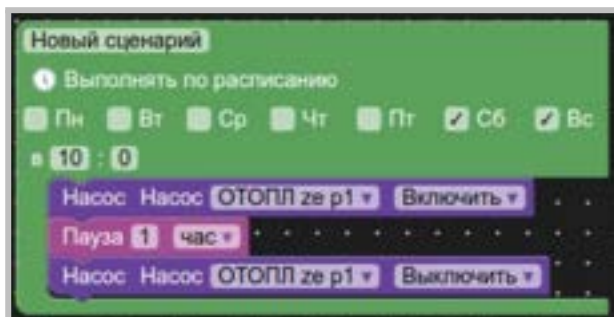 Новый сценарий
Выполнять по расписанию
Пн Вт Ср Чт Пт Сб Вс
в 10 : 0
Насос Насос ОТОПЛ ze p1 Включить
Пауза 1 час
Насос Насос ОТОПЛ ze p1 Выключить